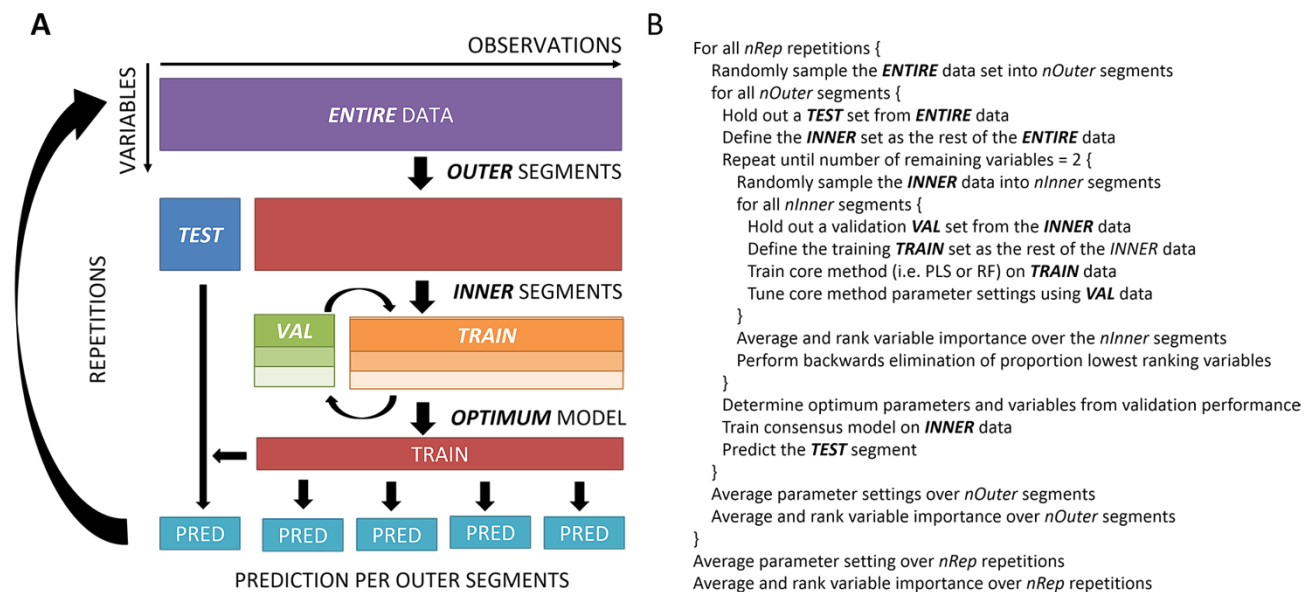 A
OBSERVATIONS
VARIABLES
ENTIRE DATA
OUTER SEGMENTS
TEST
INNER SEGMENTS
VAL
TRAIN
REPETITIONS
OPTIMUM MODEL
TRAIN
PRED
PRED
PRED
PRED
PRED
PREDICTION PER OUTER SEGMENTS
B
For all nRep repetitions {
Randomly sample the ENTIRE data set into nOuter segments
for all nOuter segments {
Hold out a TEST set from ENTIRE data
Define the INNER set as the rest of the ENTIRE data
Repeat until number of remaining variables = 2 {
Randomly sample the INNER data into nInner segments
for all nInner segments {
Hold out a validation VAL set from the INNER data
Define the training TRAIN set as the rest of the INNER data
Train core method (i.e. PLS or RF) on TRAIN data
Tune core method parameter settings using VAL data
}
Average and rank variable importance over the nInner segments
Perform backwards elimination of proportion lowest ranking variables
}
Determine optimum parameters and variables from validation performance
Train consensus model on INNER data
Predict the TEST segment
}
Average parameter settings over nOuter segments
Average and rank variable importance over nOuter segments
}
Average parameter setting over nRep repetitions
Average and rank variable importance over nRep repetitions